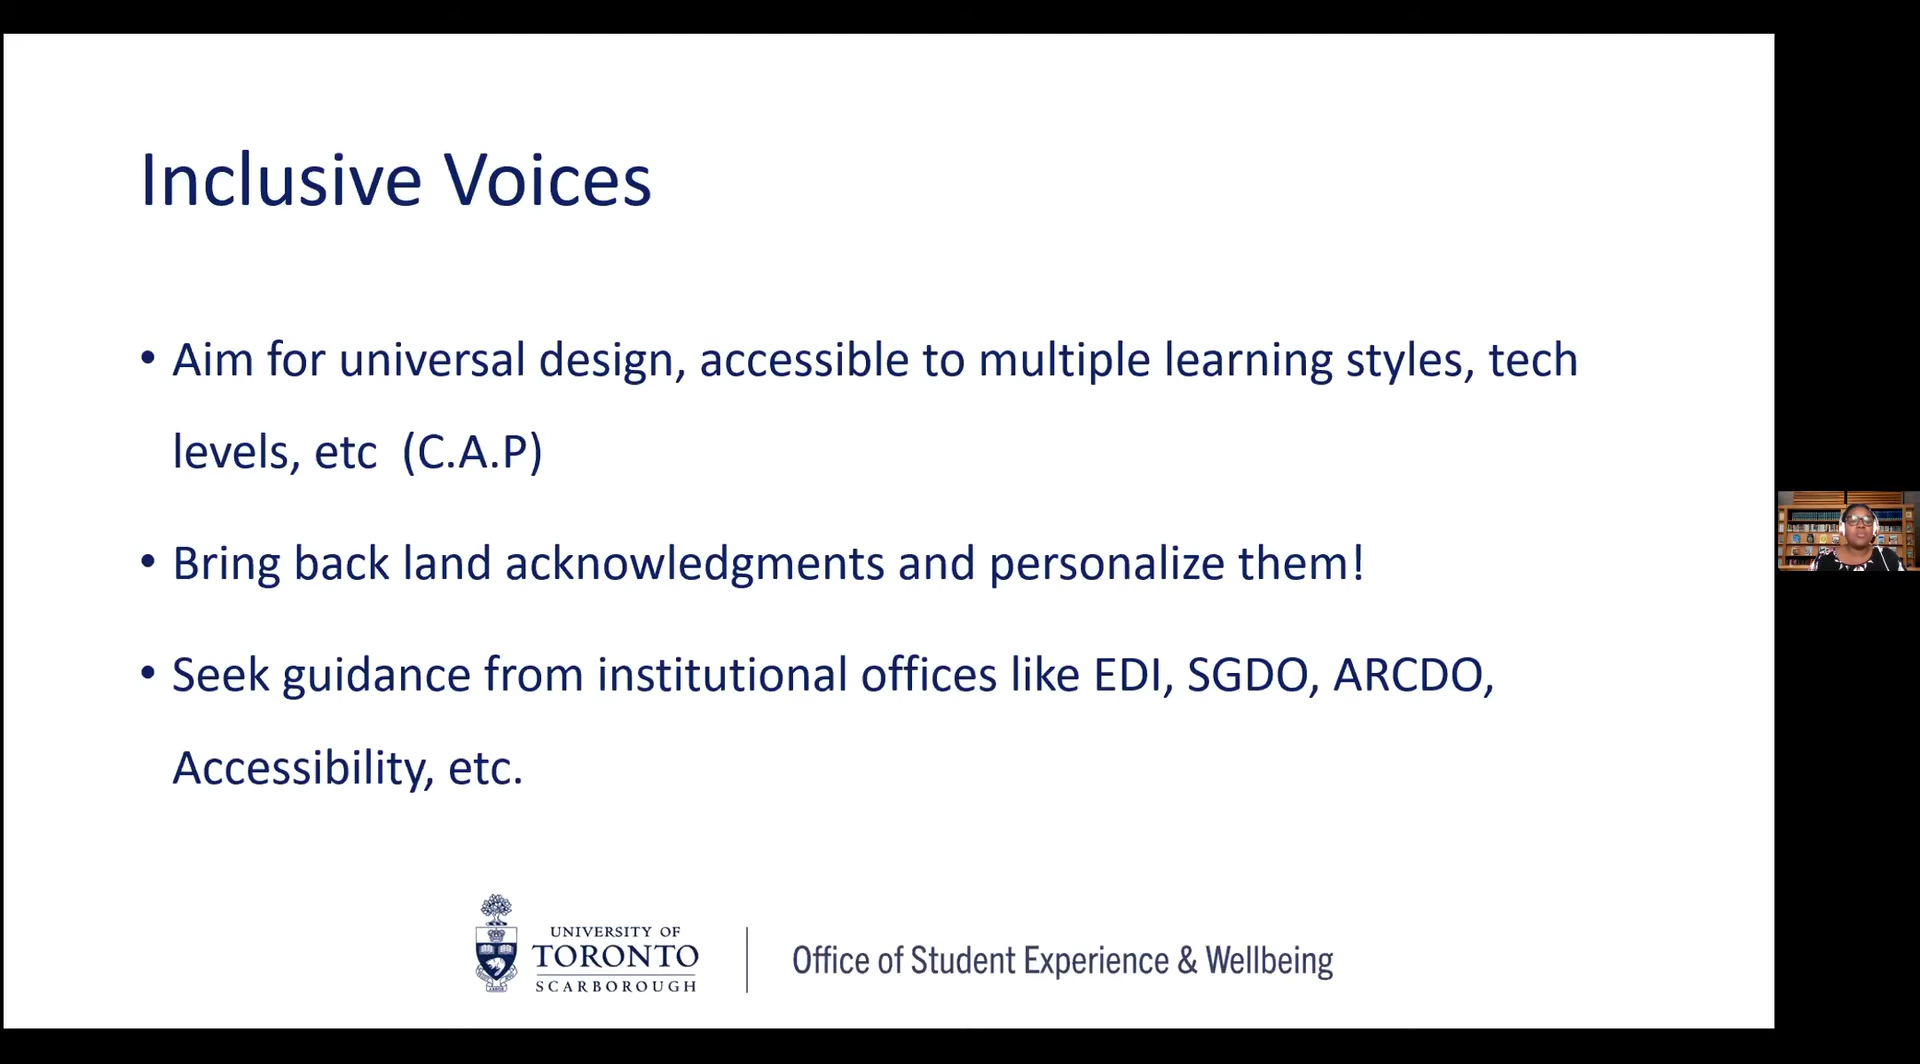 Inclusive Voices
• Aim for universal design, accessible to multiple learning styles, tech
levels, etc  (C.A.P)
• Bring back land acknowledgments and personalize them!
• Seek guidance from institutional offices like EDI, SGDO, ARCDO,
Accessibility, etc.
UNIVERSITY OF
TORONTO
SCARBOROUGH
Office of Student Experience & Wellbeing